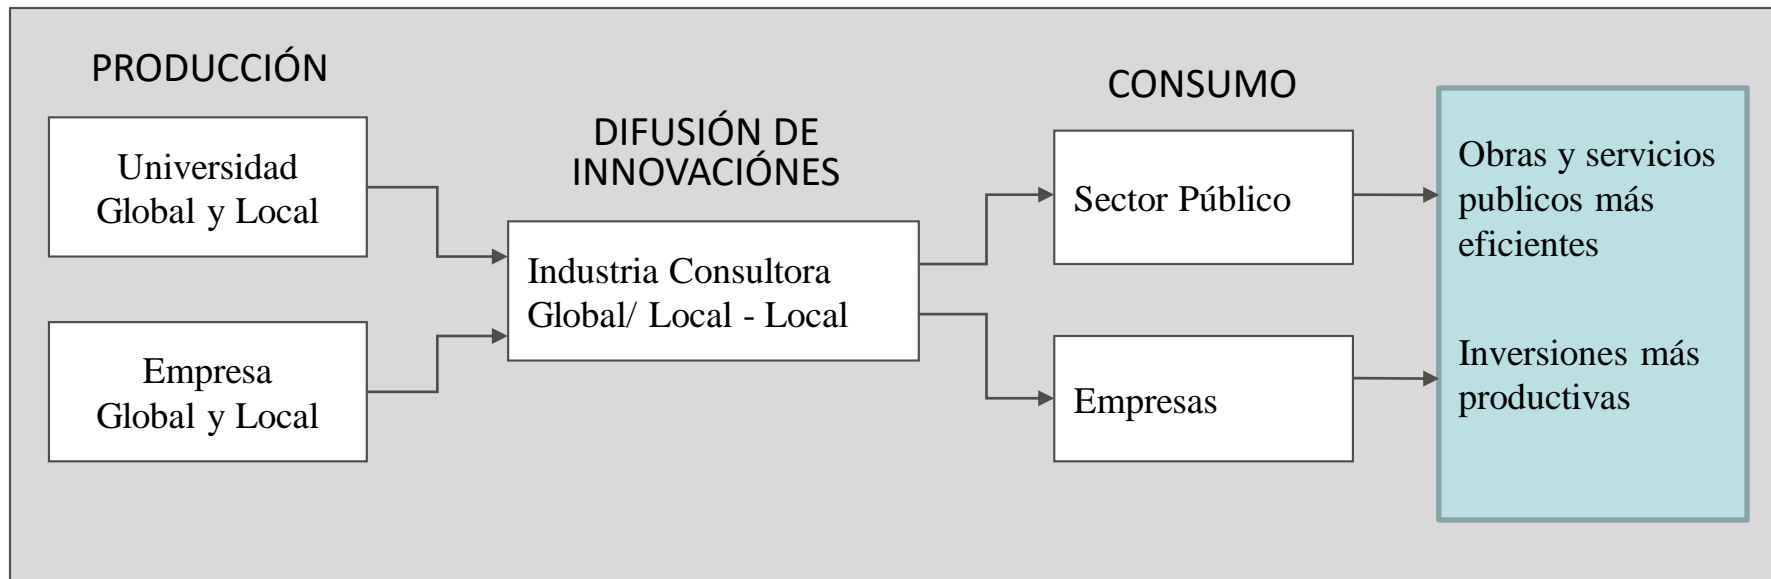 PRODUCCIÓN
Universidad
Global y Local
Empresa
Global y Local
DIFUSIÓN DE
INNOVACIÓNES
Industria Consultora
Global/ Local - Local
CONSUMO
Sector Público
Empresas
Obras y servicios
publicos más
eficientes
Inversiones más
productivas